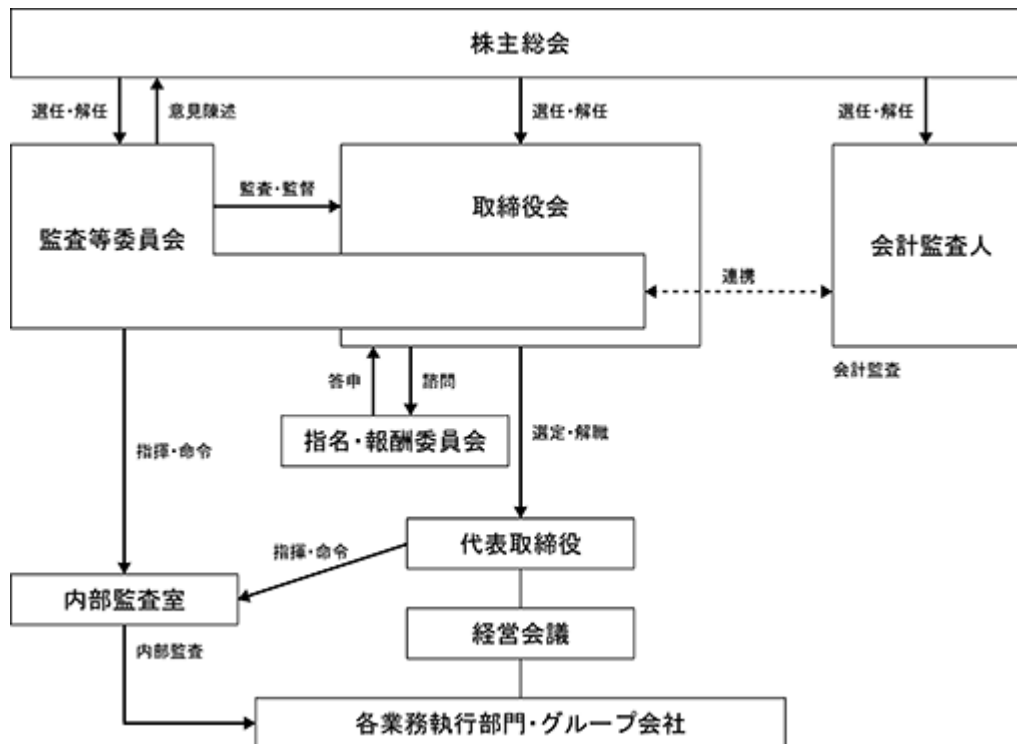 株主総会
選任・解任
意見陳述
選任・解任
選任・解任
監査等委員会
監査・監督
取締役会
会計監査人
連携
会計監査
答申
諮問
指名・報酬委員会
選定・解職
指揮・命令
代表取締役
指揮・命令
内部監査室
経営会議
内部監査
各業務執行部門・グループ会社